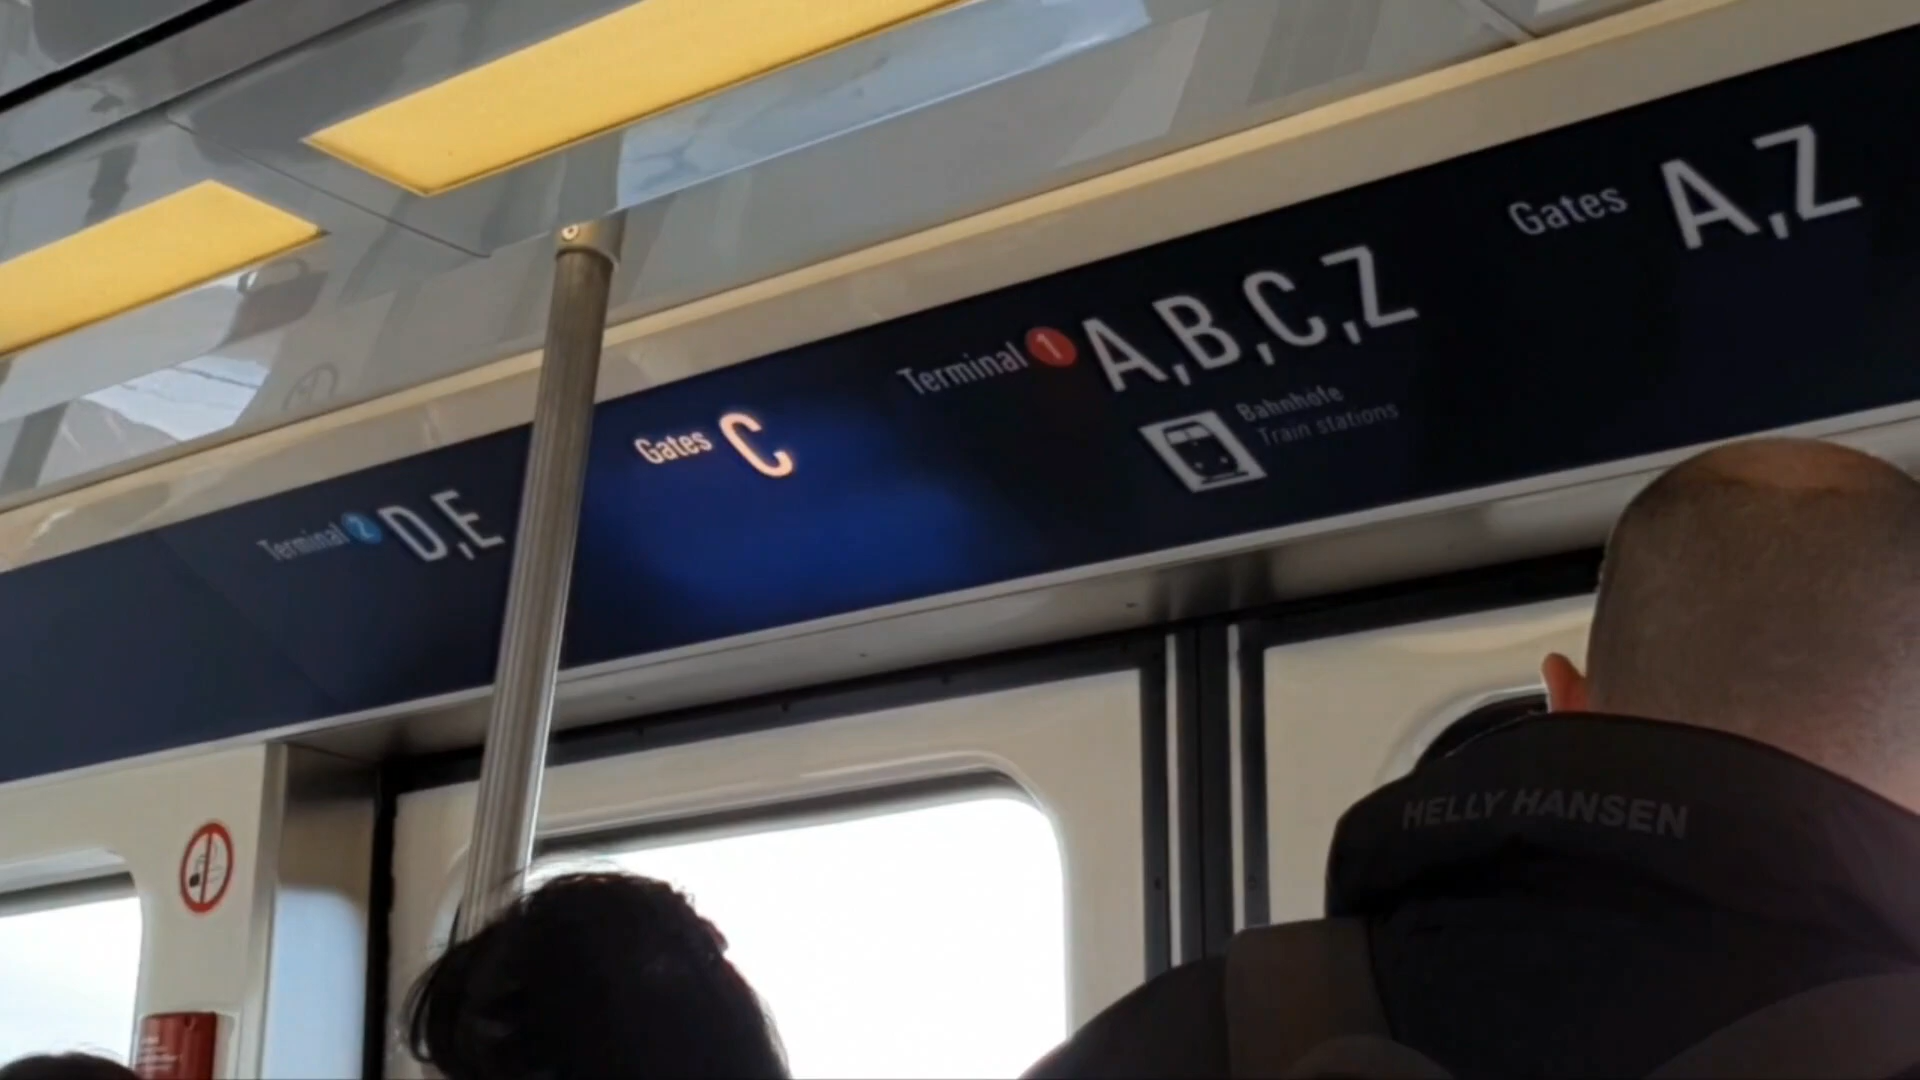 Terminal 2 D,E
Gates C
Terminal 1 A,B,C,Z
Bahnhöfe
Train stations
Gates A,Z
HELLY HANSEN